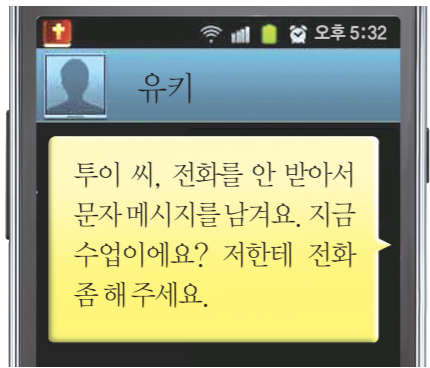 오후 5:32
유키
투이 씨, 전화를 안 받아서
문자 메시지를 남겨요. 지금
수업이에요? 저한테 전화
좀 해 주세요.